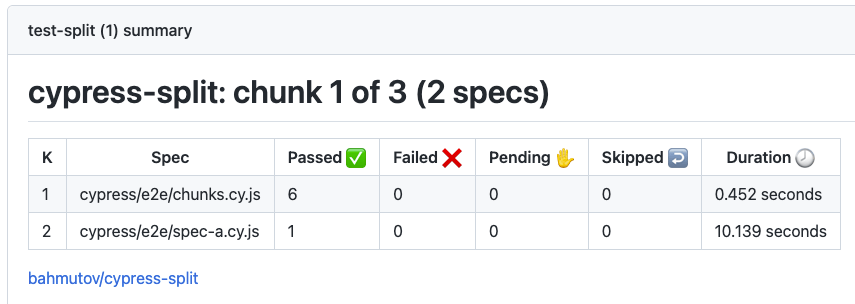 test-split (1) summary
cypress-split: chunk 1 of 3 (2 specs)
K Spec Passed ✅ Failed ❌ Pending ✋ Skipped ↩️ Duration 🕗
1 cypress/e2e/chunks.cy.js 6 0 0 0 0.452 seconds
2 cypress/e2e/spec-a.cy.js 1 0 0 0 10.139 seconds
bahmutov/cypress-split